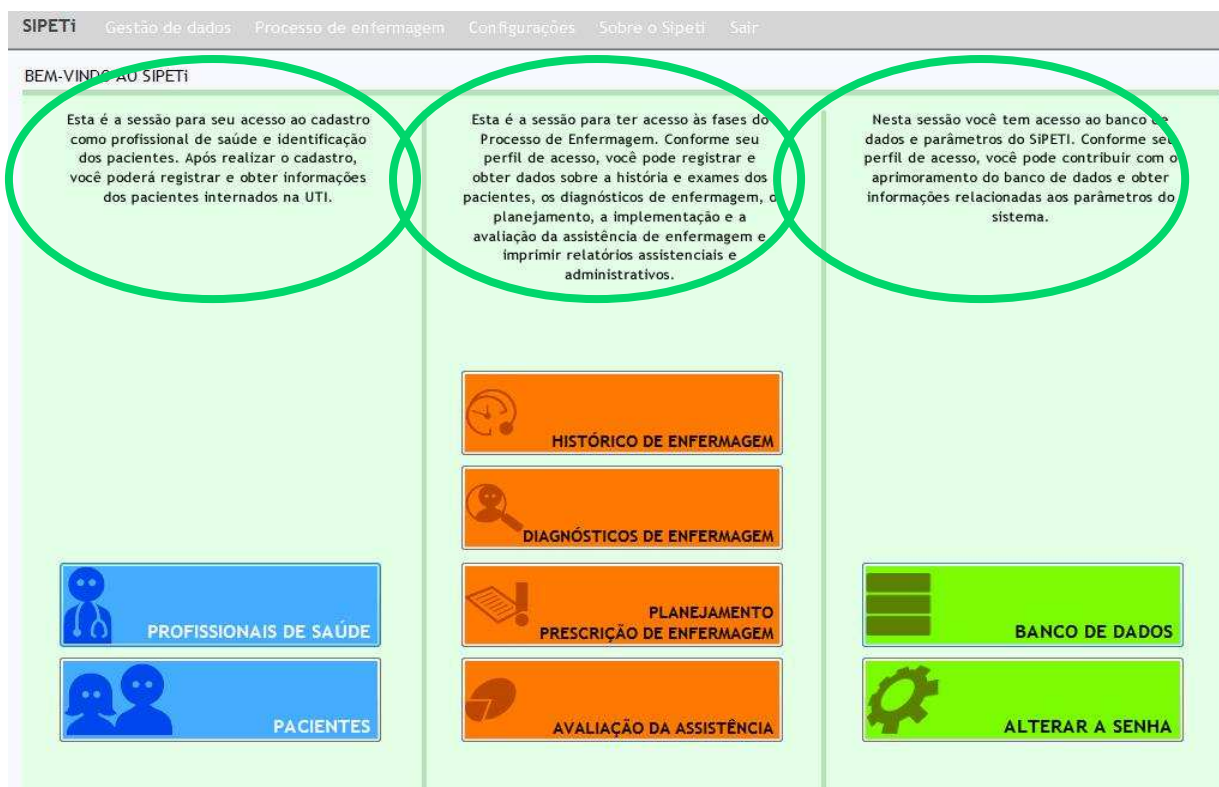 SIPETi Gestão de dados Processo de enfermagem Configurações Sobre o Sipeti Sair
BEM-VINDO AO SIPETi
Esta é a sessão para seu acesso ao cadastro
como profissional de saúde e identificação
dos pacientes. Após realizar o cadastro,
você poderá registrar e obter informações
dos pacientes internados na UTI.
PROFISSIONAIS DE SAÚDE
PACIENTES
Esta é a sessão para ter acesso às fases do
Processo de Enfermagem. Conforme seu
perfil de acesso, você pode registrar e
obter dados sobre a história e exames dos
pacientes, os diagnósticos de enfermagem, o
planejamento, a implementação e a
avaliação da assistência de enfermagem e
imprimir relatórios assistenciais e
administrativos.
HISTÓRICO DE ENFERMAGEM
DIAGNÓSTICOS DE ENFERMAGEM
PLANEJAMENTO
PRESCRIÇÃO DE ENFERMAGEM
AVALIAÇÃO DA ASSISTÊNCIA
Nesta sessão você tem acesso ao banco de
dados e parâmetros do SiPETI. Conforme seu
perfil de acesso, você pode contribuir com o
aprimoramento do banco de dados e obter
informações relacionadas aos parâmetros do
sistema.
BANCO DE DADOS
ALTERAR A SENHA